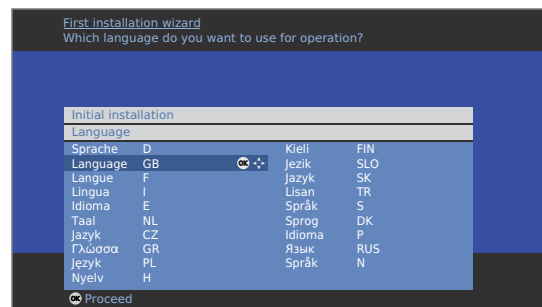 First installation wizard
Which language do you want to use for operation?
Initial installation
Language
Sprache D
Language GB OK
Langue F
Lingua I
Idioma E
Taal NL
Jazyk CZ
Γλώσσα GR
Język PL
Nyelv H
Kieli FIN
Jezik SLO
Jazyk SK
Lisan TR
Språk S
Sprog DK
Idioma P
Язык RUS
Språk N
OK Proceed